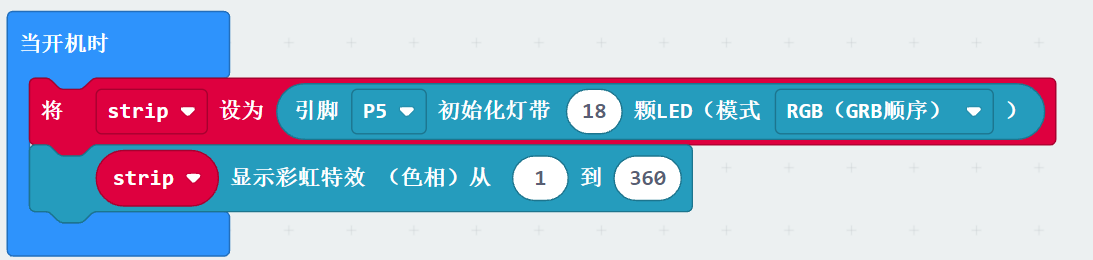 当开机时
将 strip 设为 引脚 P5 初始化灯带 18 颗LED（模式 RGB（GRB顺序） ）
strip 显示彩虹特效 （色相）从 1 到 360